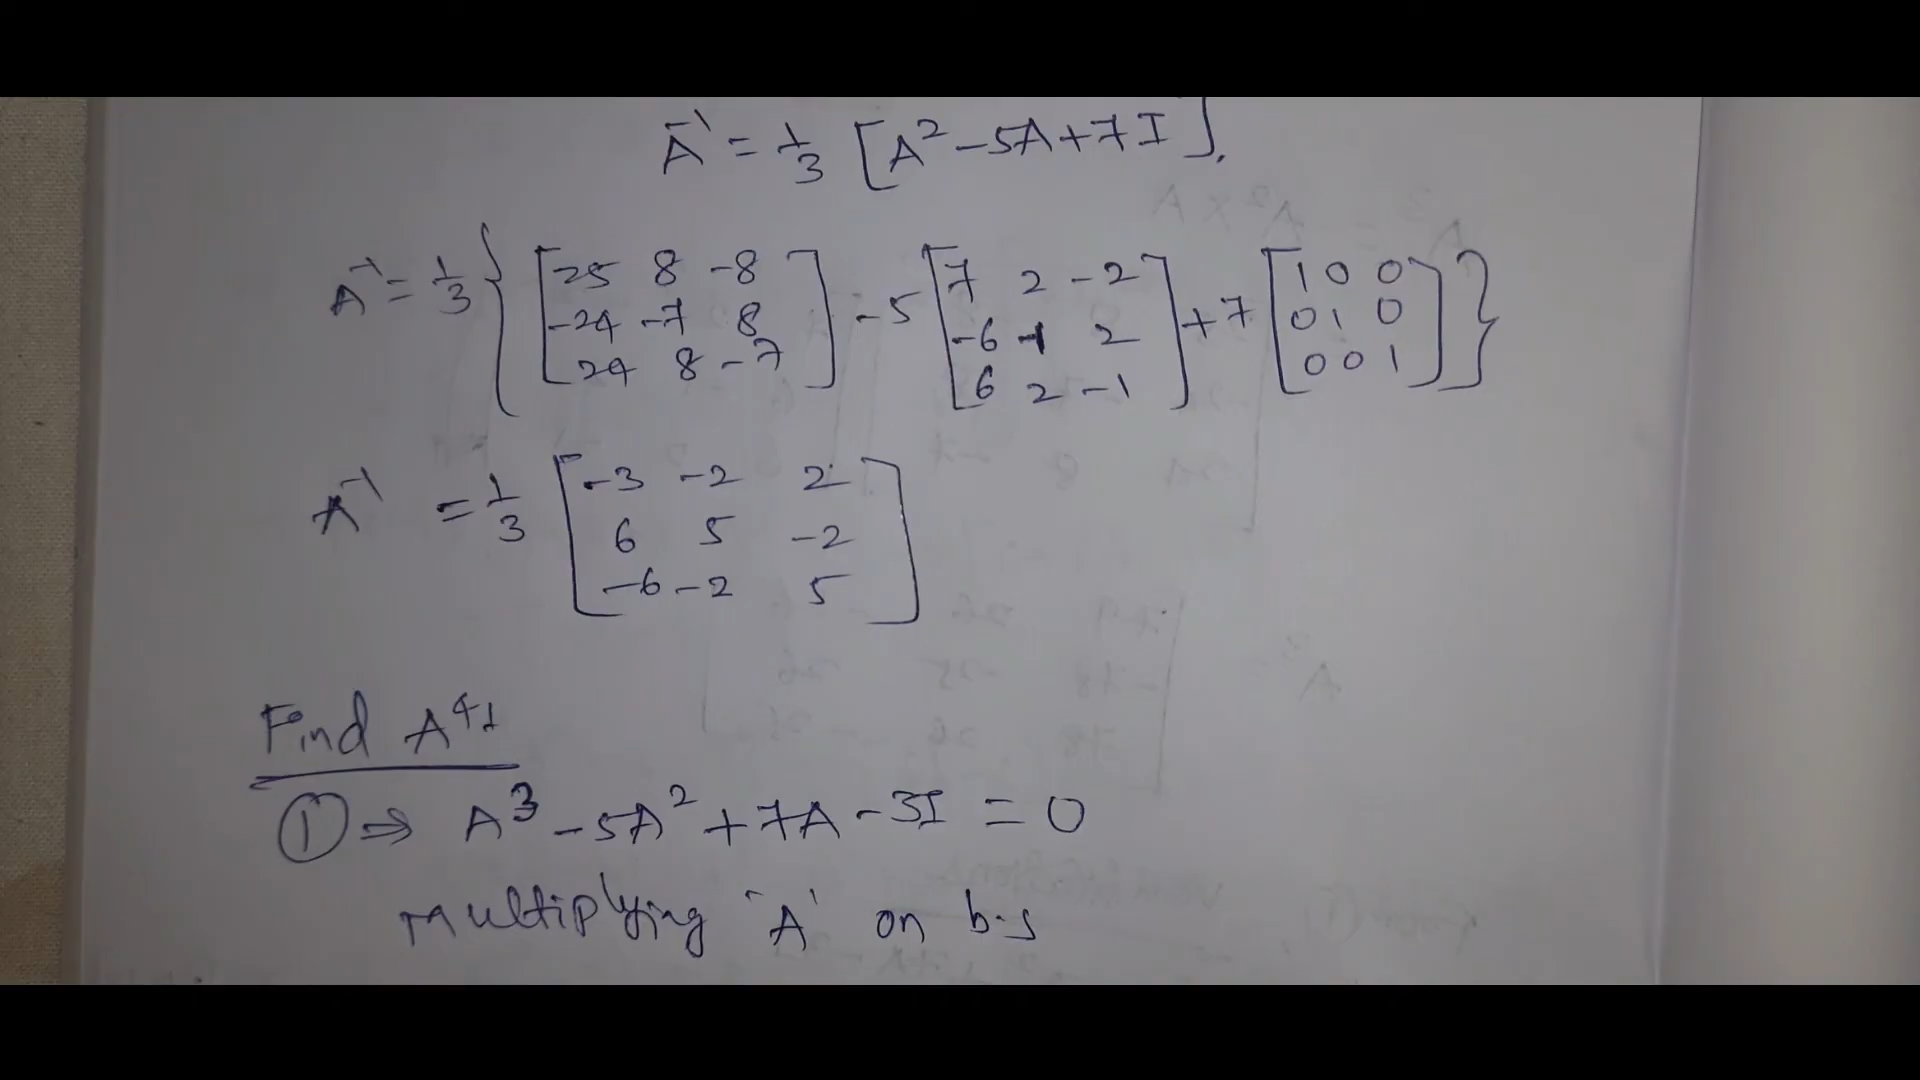 A⁻¹ = 1/3 [A² - 5A + 7I].
A⁻¹ = 1/3 { [25 8 -8
-24 -7 8
24 8 -7] - 5 [7 2 -2
-6 -1 2
6 2 -1] + 7 [1 0 0
0 1 0
0 0 1] }
A⁻¹ = 1/3 [-3 -2 2
6 5 -2
-6 -2 5]
Find A⁴:
① ⇒ A³ - 5A² + 7A - 3I = 0
Multiplying 'A' on b.s